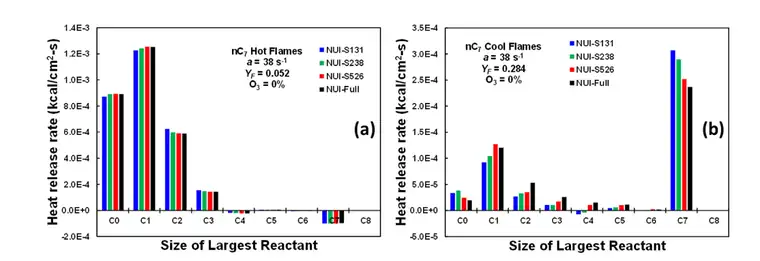 1.4E-3
1.2E-3
1.0E-3
8.0E-4
6.0E-4
4.0E-4
2.0E-4
0.0E+0
-2.0E-4
Heat release rate (kcal/cm²-s)
nC₇ Hot Flames
a = 38 s⁻¹
Y_F = 0.052
O₃ = 0%
NUI-S131
NUI-S238
NUI-S526
NUI-Full
(a)
C0 C1 C2 C3 C4 C5 C6 C7 C8
Size of Largest Reactant
3.5E-4
3.0E-4
2.5E-4
2.0E-4
1.5E-4
1.0E-4
5.0E-5
0.0E+0
-5.0E-5
Heat release rate (kcal/cm²-s)
nC₇ Cool Flames
a = 38 s⁻¹
Y_F = 0.284
O₃ = 0%
NUI-S131
NUI-S238
NUI-S526
NUI-Full
(b)
C0 C1 C2 C3 C4 C5 C6 C7 C8
Size of Largest Reactant